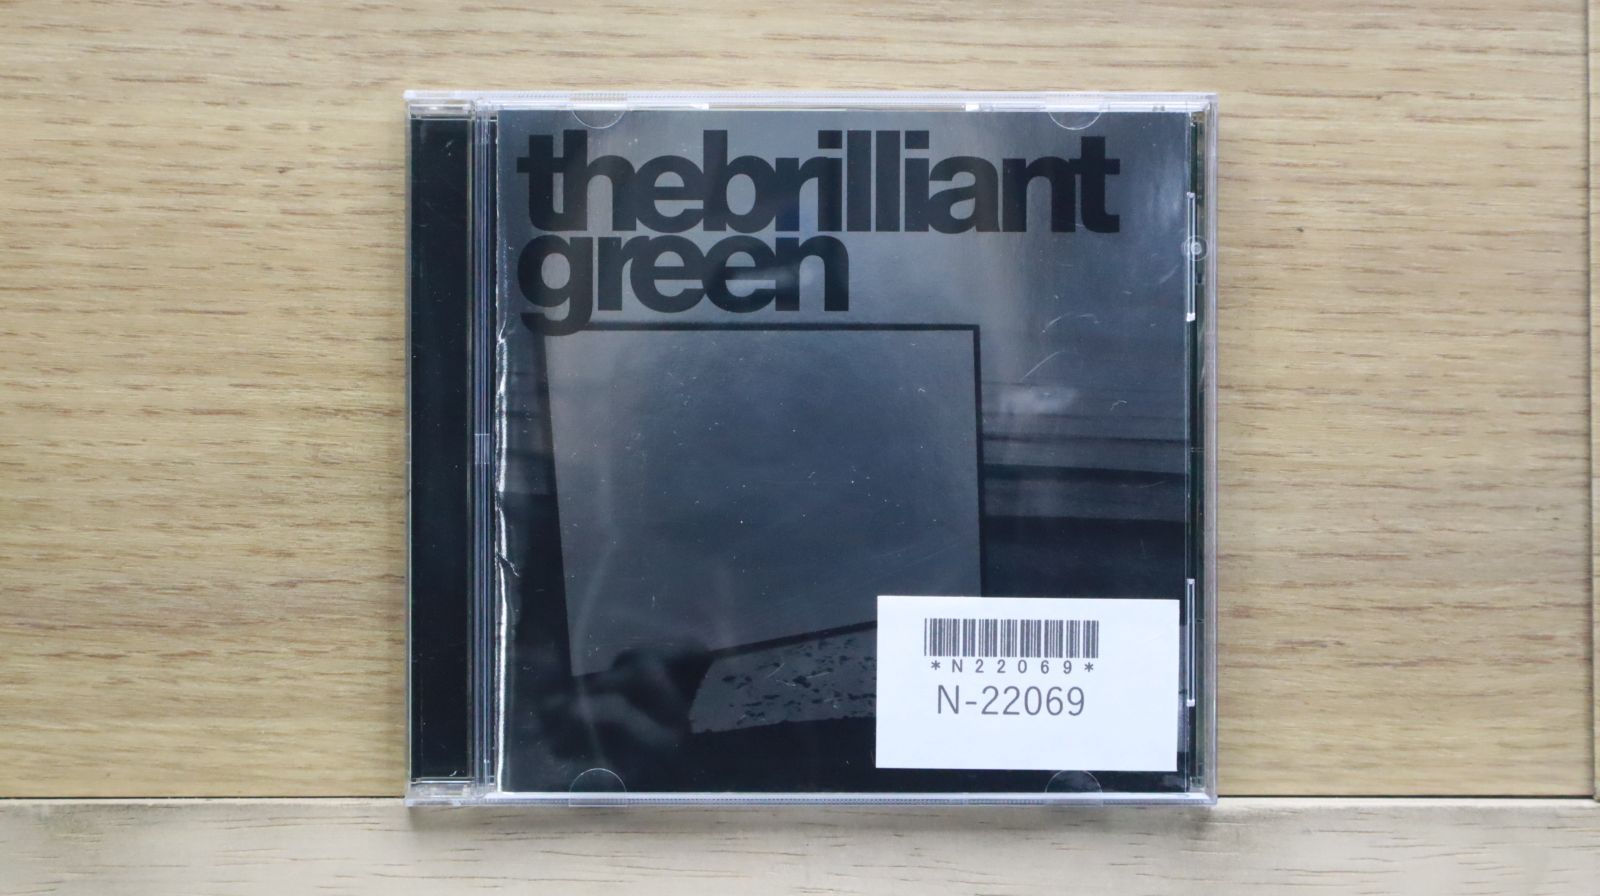 thebrilliant
green
*N22069*
N-22069